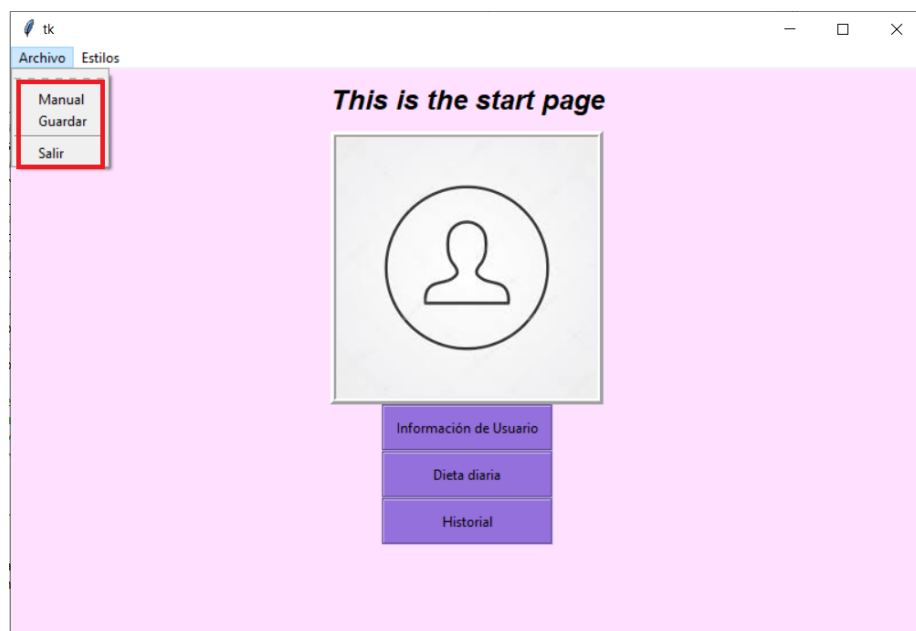 tk
Archivo Estilos
Manual
Guardar
Salir
This is the start page
Información de Usuario
Dieta diaria
Historial